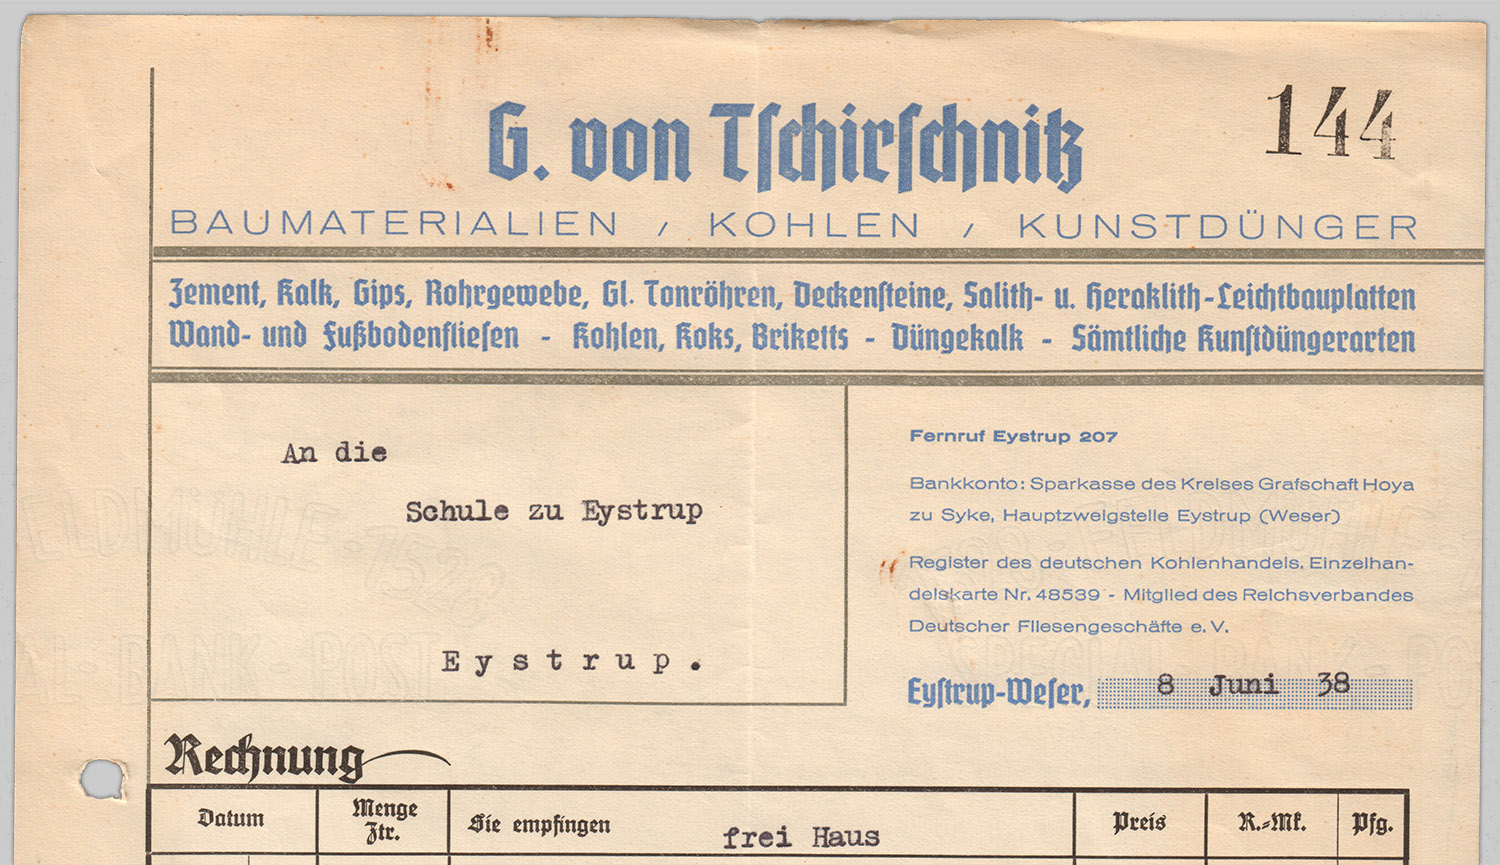 144
G. von Tschirschnitz
BAUMATERIALIEN / KOHLEN / KUNSTDÜNGER
Zement, Kalk, Gips, Rohrgewebe, Gl. Tonröhren, Deckensteine, Salith- u. Heraklith-Leichtbauplatten
Wand- und Fußbodenfliesen - Kohlen, Koks, Briketts - Düngekalk - Sämtliche Kunstdüngerarten
An die
Schule zu Eystrup
Eystrup.
Fernruf Eystrup 207
Bankkonto: Sparkasse des Kreises Grafschaft Hoya
zu Syke, Hauptzweigstelle Eystrup (Weser)
Register des deutschen Kohlenhandels, Einzelhan-
delskarte Nr. 48539 - Mitglied des Reichsverbandes
Deutscher Fliesengeschäfte e. V.
Eystrup-Weser, 8 Juni 38
Rechnung
Datum
Menge
Ztr.
Sie empfingen frei Haus
Preis
R.-Mk.
Pfg.